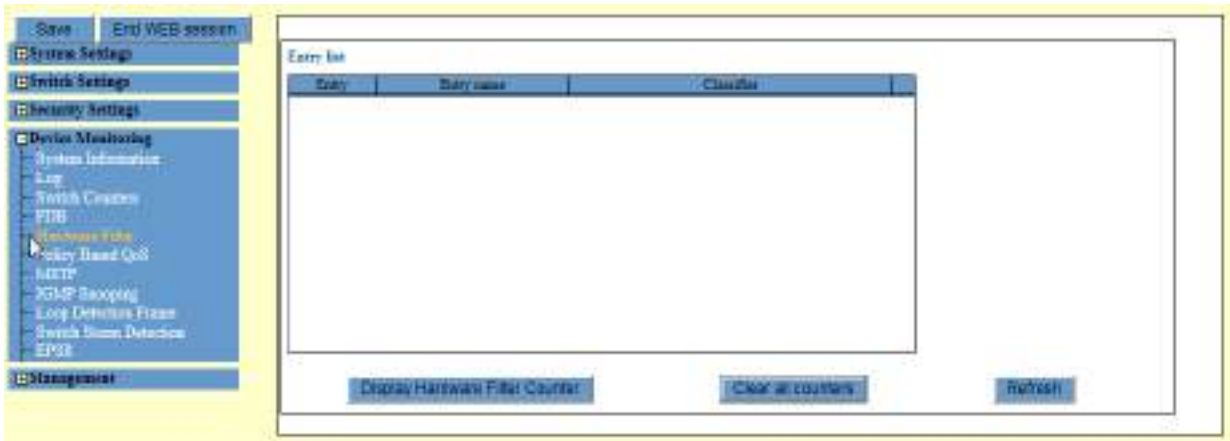 Save
End WEB session
System Settings
Switch Settings
Security Settings
Device Monitoring
System Information
Log
Switch Counters
FDB
Hardware Filter
Policy Based QoS
MSTP
IGMP Snooping
Loop Detection Frame
Switch Storm Detection
EPSR
Management
Entry list
Entry
Entry name
Classifier
Display Hardware Filter Counter
Clear all counters
Refresh